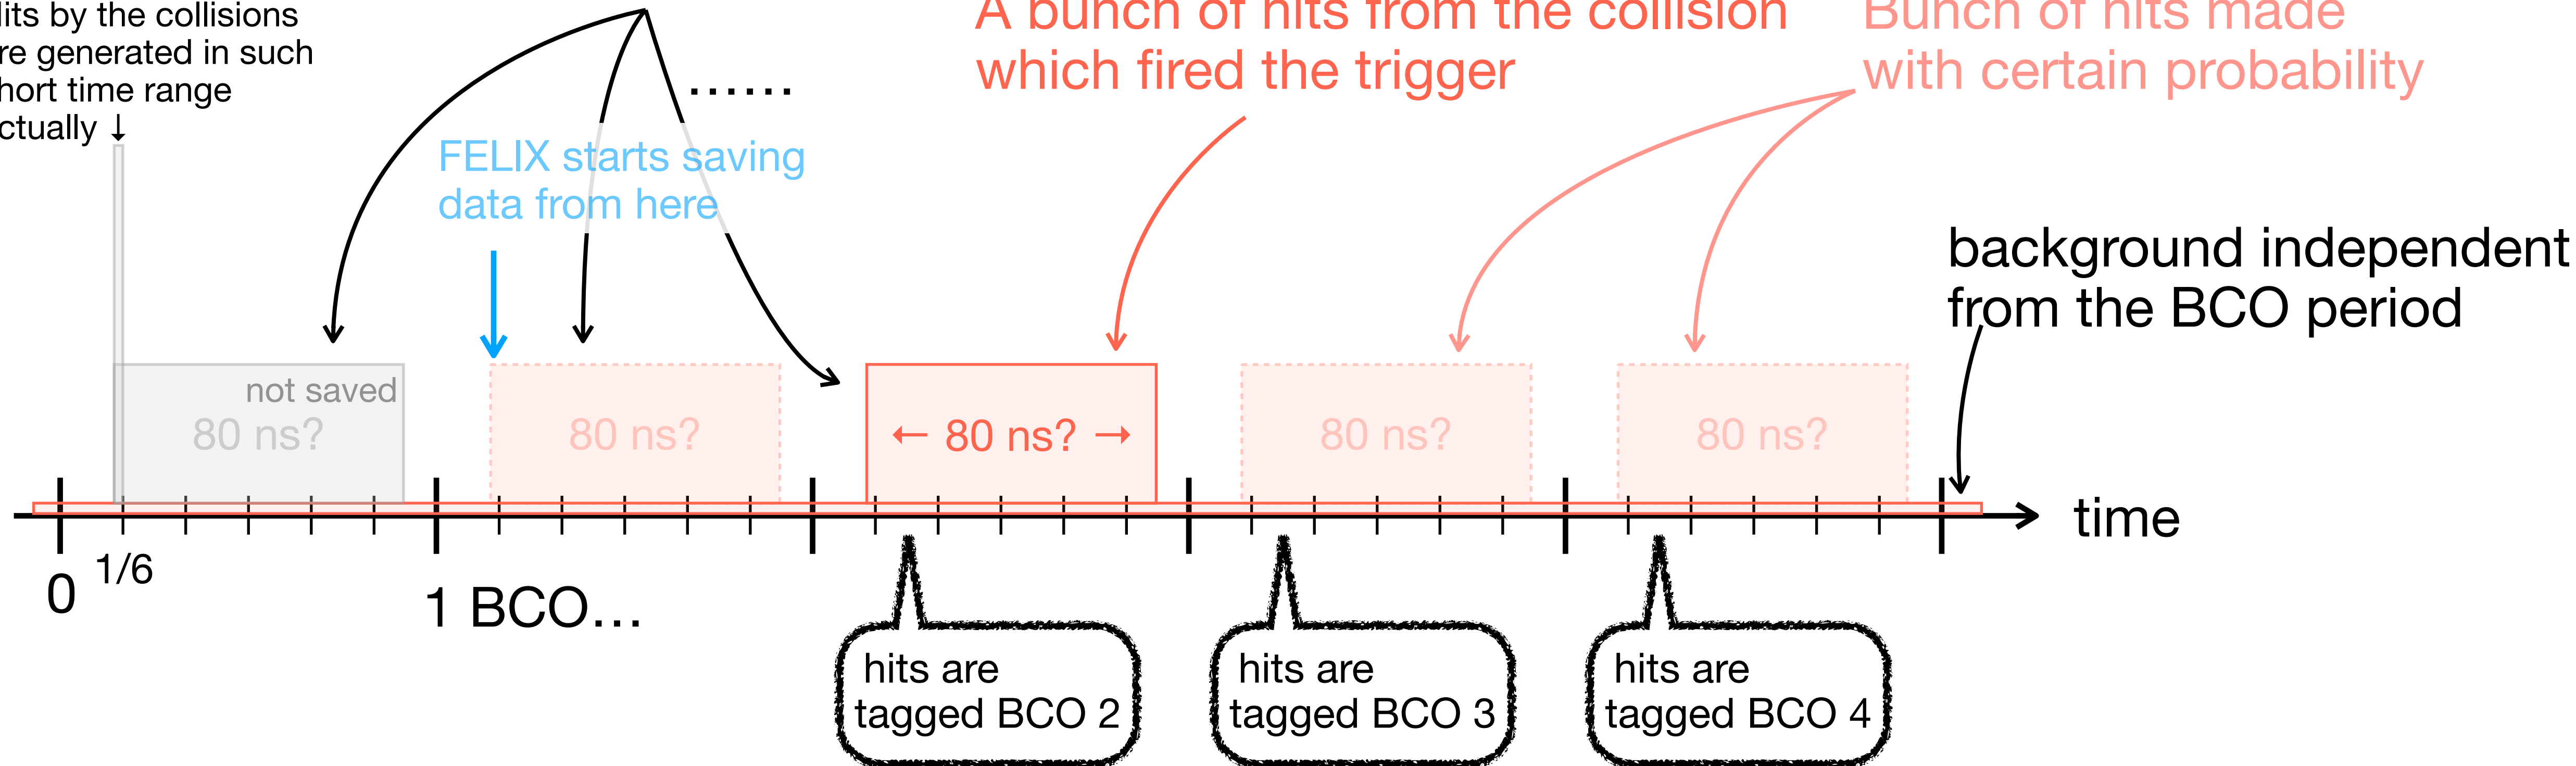 its by the collisions
re generated in such
hort time range
ctually ↓
......
A bunch of hits from the collision
which fired the trigger
Bunch of hits made
with certain probability
FELIX starts saving
data from here
background independent
from the BCO period
not saved
80 ns?
80 ns?
← 80 ns? →
80 ns?
80 ns?
time
0
1/6
1 BCO...
hits are
tagged BCO 2
hits are
tagged BCO 3
hits are
tagged BCO 4